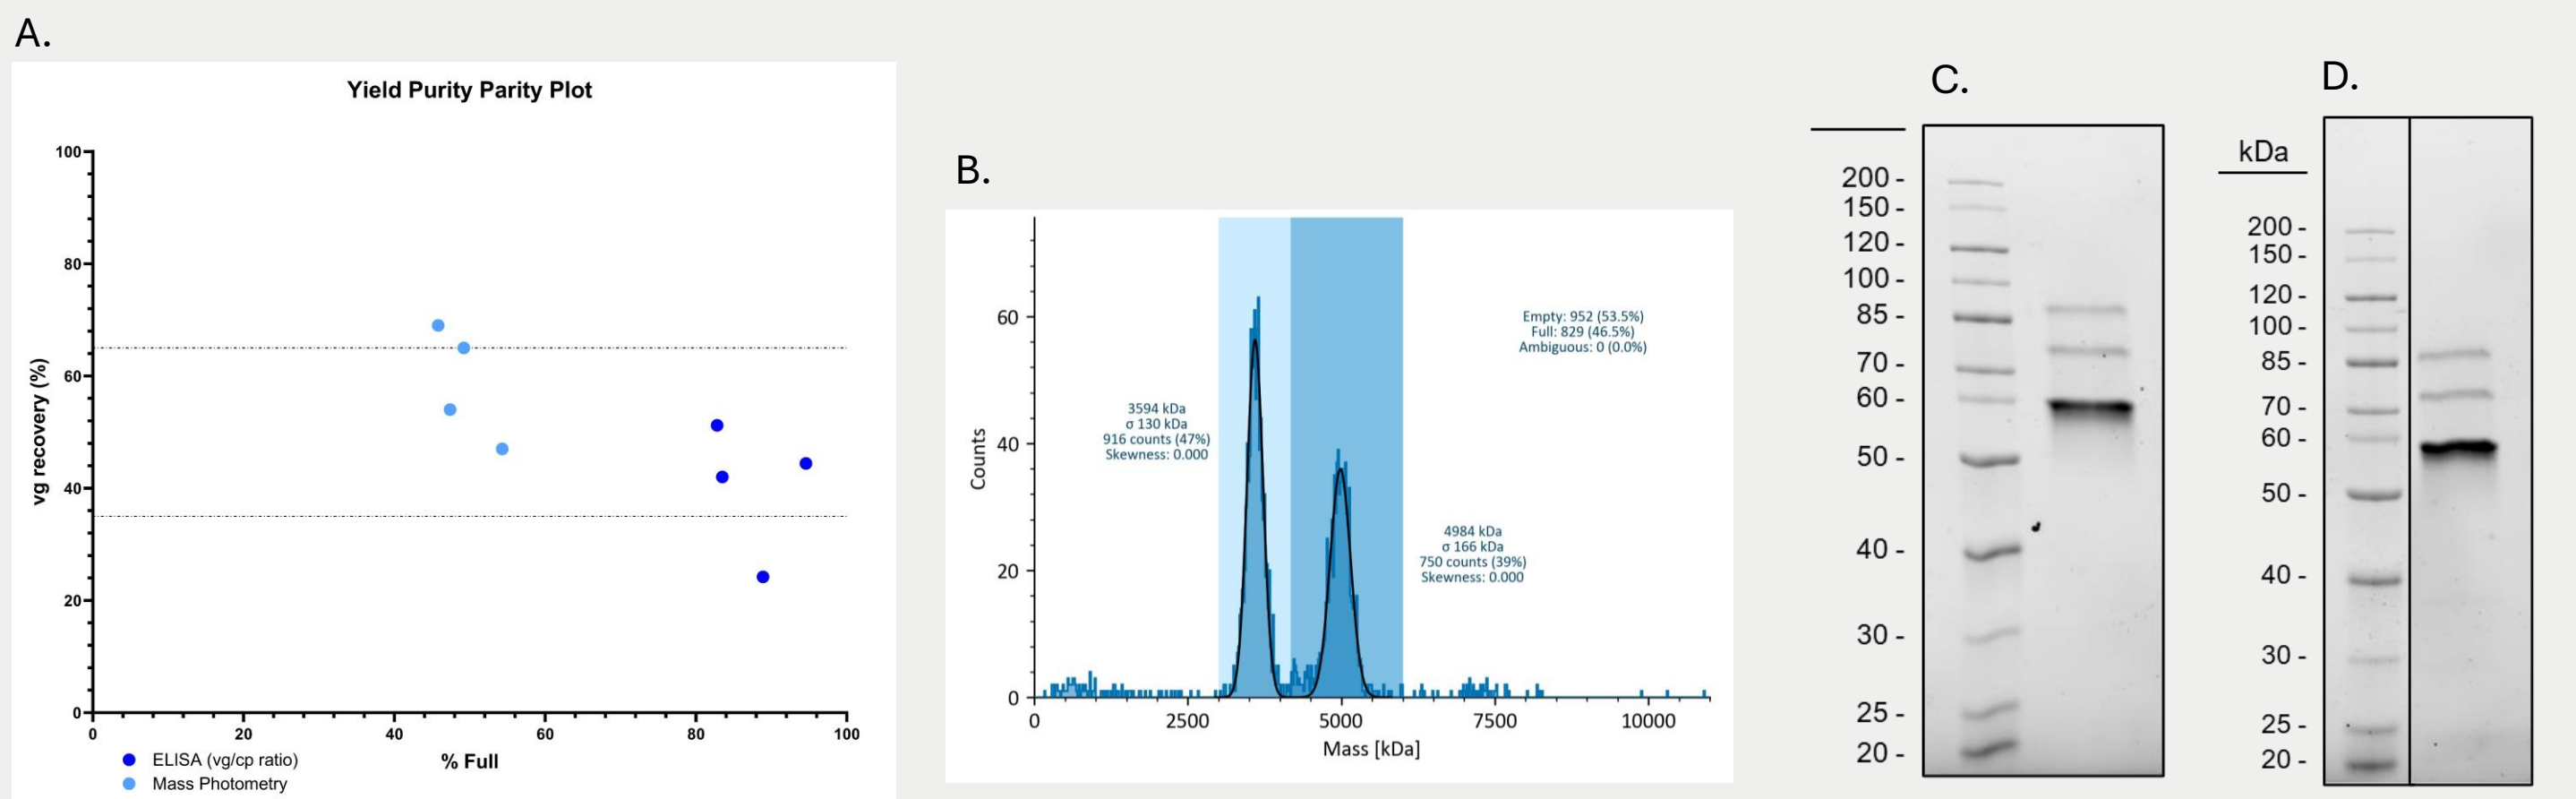 A.
Yield Purity Parity Plot
vg recovery (%)
100
80
60
40
20
0
0 20 40 60 80 100
% Full
ELISA (vg/cp ratio)
Mass Photometry
B.
Counts
60
40
20
0
3594 kDa
σ 130 kDa
916 counts (47%)
Skewness: 0.000
Empty: 952 (53.5%)
Full: 829 (46.5%)
Ambiguous: 0 (0.0%)
4984 kDa
σ 166 kDa
750 counts (39%)
Skewness: 0.000
0 2500 5000 7500 10000
Mass [kDa]
C.
200 -
150 -
120 -
100 -
85 -
70 -
60 -
50 -
40 -
30 -
25 -
20 -
D.
kDa
200 -
150 -
120 -
100 -
85 -
70 -
60 -
50 -
40 -
30 -
25 -
20 -